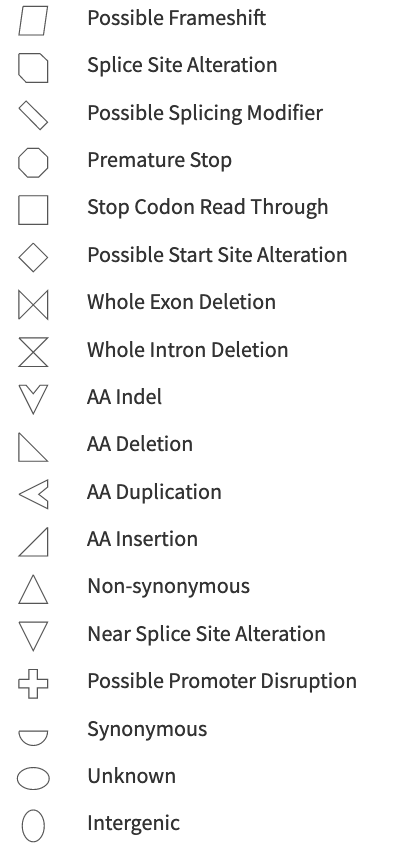 Possible Frameshift
Splice Site Alteration
Possible Splicing Modifier
Premature Stop
Stop Codon Read Through
Possible Start Site Alteration
Whole Exon Deletion
Whole Intron Deletion
AA Indel
AA Deletion
AA Duplication
AA Insertion
Non-synonymous
Near Splice Site Alteration
Possible Promoter Disruption
Synonymous
Unknown
Intergenic